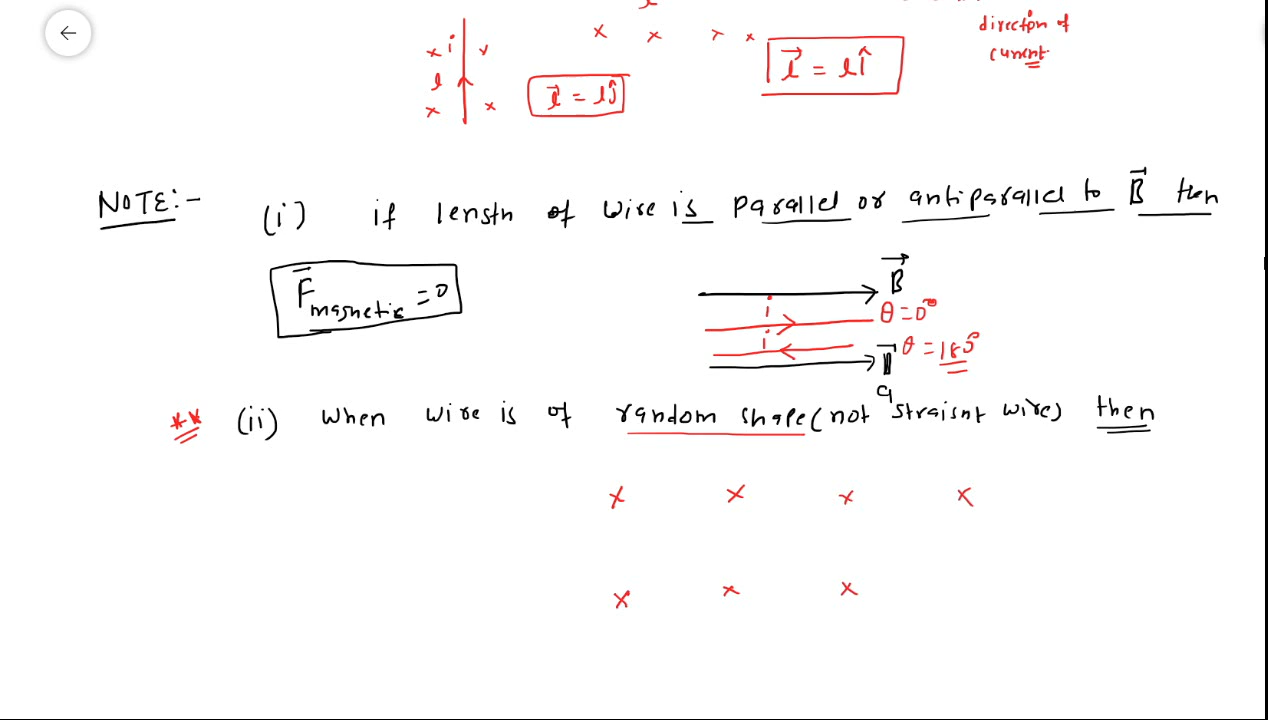 direction of
current
i
l
l⃗ = lĵ
l⃗ = lî
NOTE:-
(i) if length of wire is parallel or antiparallel to B⃗ then
F⃗magnetic = 0
B⃗
i
θ = 0°
i
θ = 180°
** (ii) when wire is of random shape (not a straight wire) then